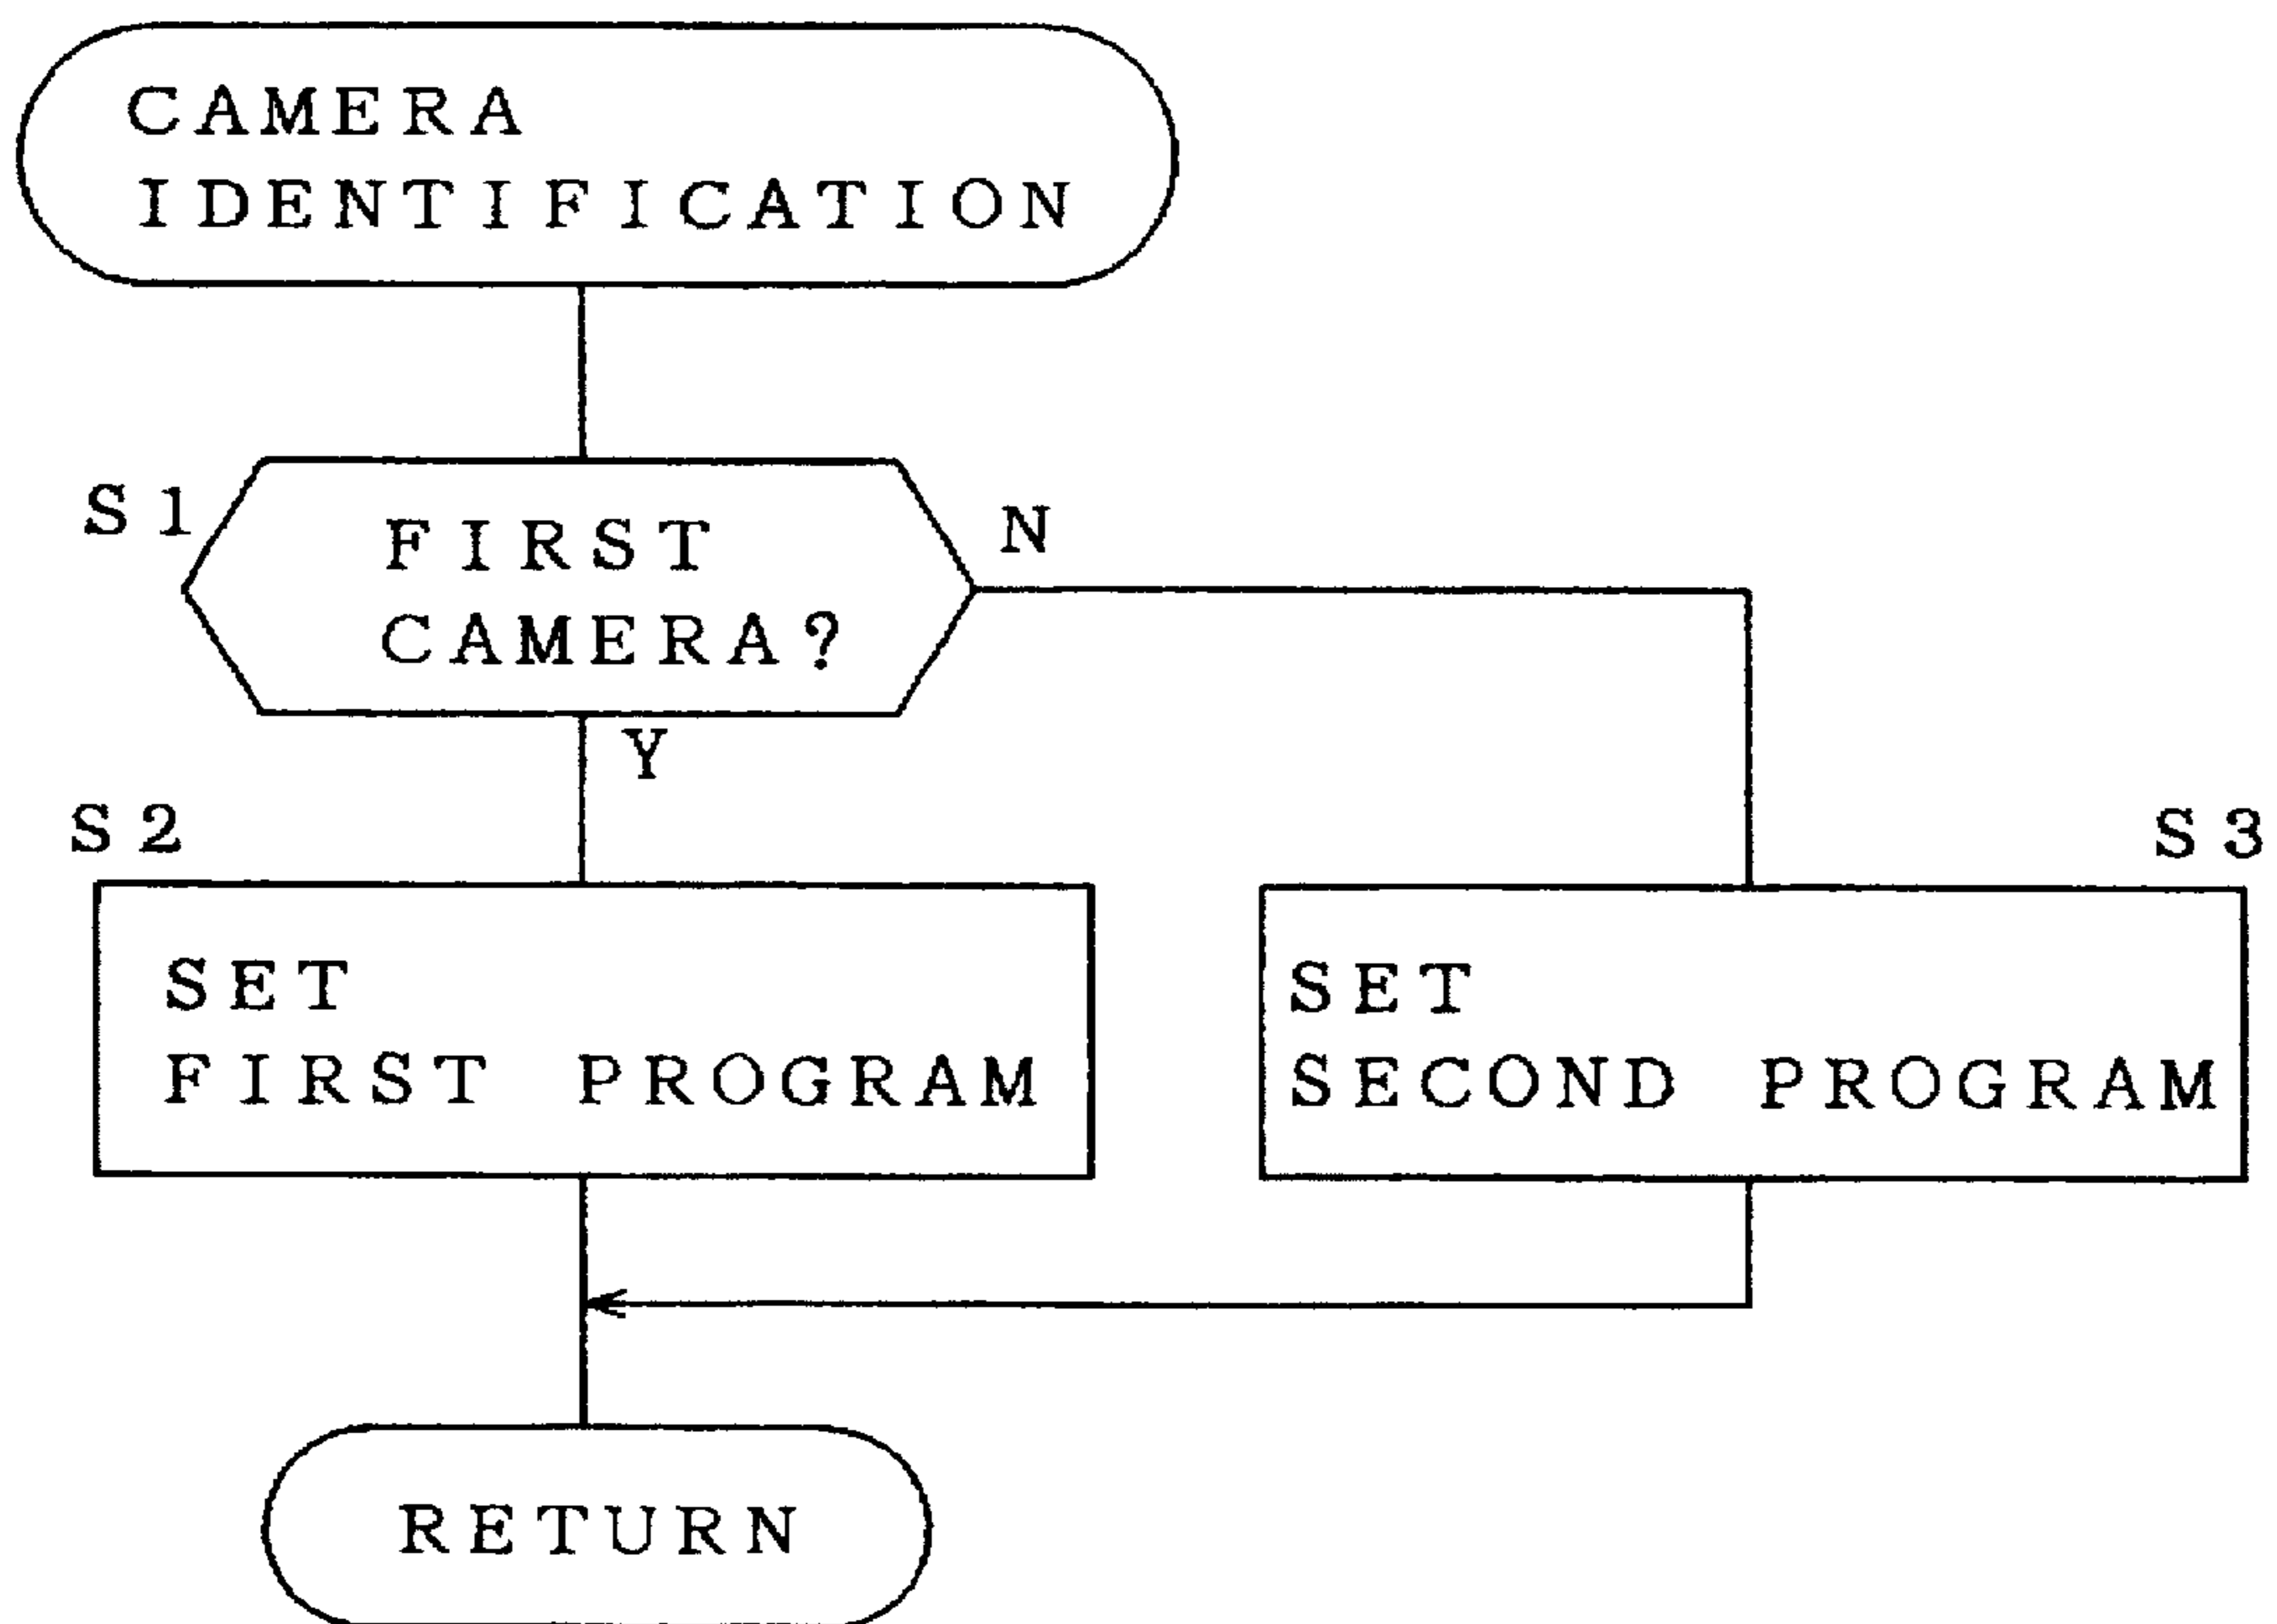 CAMERA
IDENTIFICATION
S1
FIRST
CAMERA?
N
Y
S2
SET
FIRST PROGRAM
S3
SET
SECOND PROGRAM
RETURN